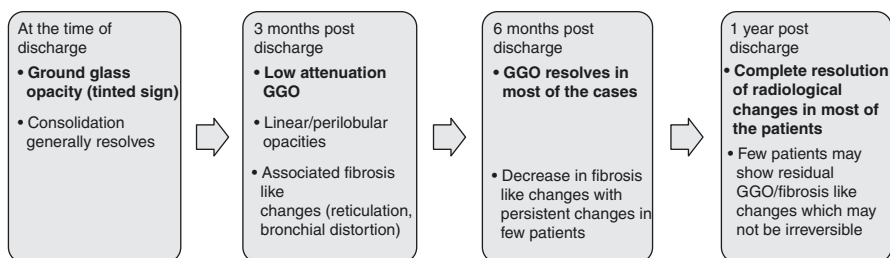 At the time of
discharge
• Ground glass
opacity (tinted sign)
• Consolidation
generally resolves
3 months post
discharge
• Low attenuation
GGO
• Linear/perilobular
opacities
• Associated fibrosis
like
changes (reticulation,
bronchial distortion)
6 months post
discharge
• GGO resolves in
most of the cases
• Decrease in fibrosis
like changes with
persistent changes in
few patients
1 year post
discharge
• Complete resolution
of radiological
changes in most of
the patients
• Few patients may
show residual
GGO/fibrosis like
changes which may
not be irreversible